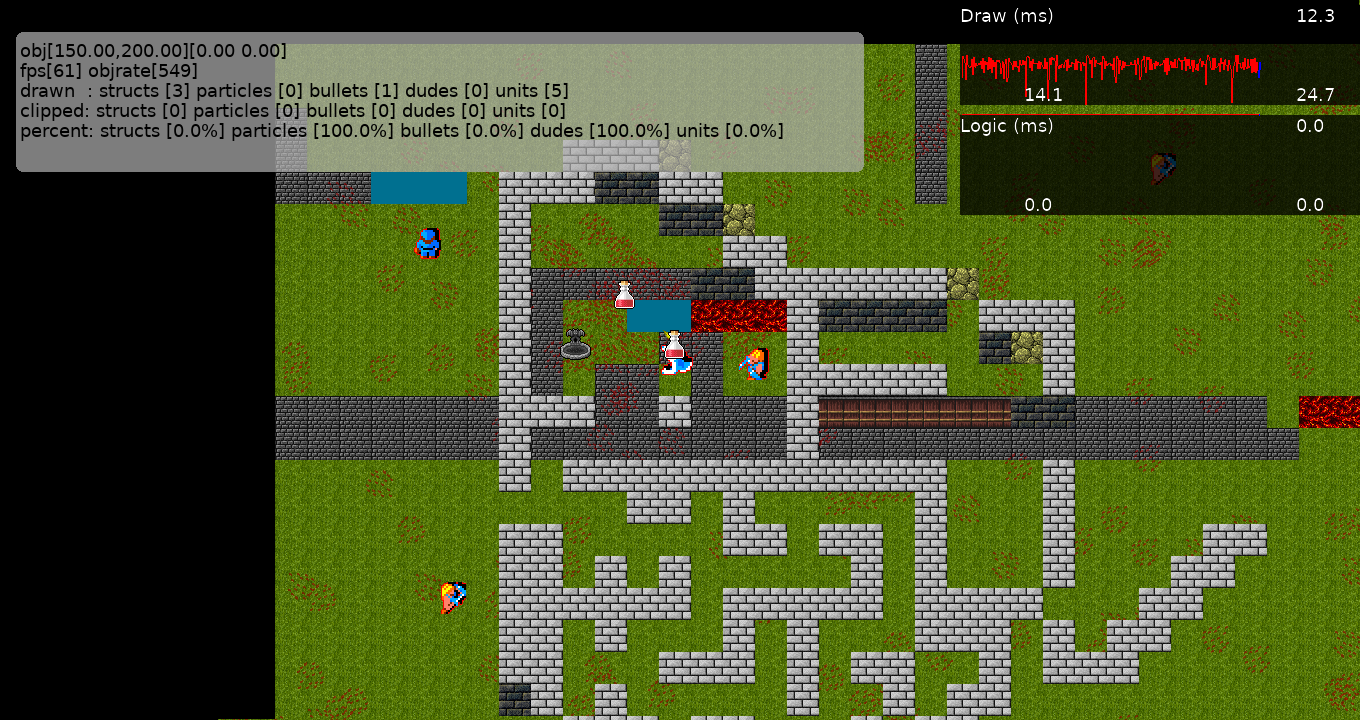 obj[150.00,200.00][0.00 0.00]
fps[61] objrate[549]
drawn  : structs [3] particles [0] bullets [1] dudes [0] units [5]
clipped: structs [0] particles [0] bullets [0] dudes [0] units [0]
percent: structs [0.0%] particles [100.0%] bullets [0.0%] dudes [100.0%] units [0.0%]
Draw (ms) 12.3
14.1 24.7
Logic (ms) 0.0
0.0 0.0